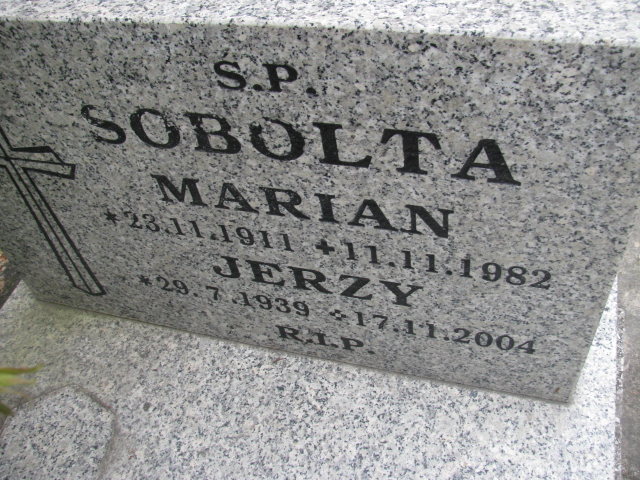 S.P.
SOBOLTA
MARIAN
*23.11.1911 +11.11.1982
JERZY
*29.7.1939 +17.11.2004
R.I.P.